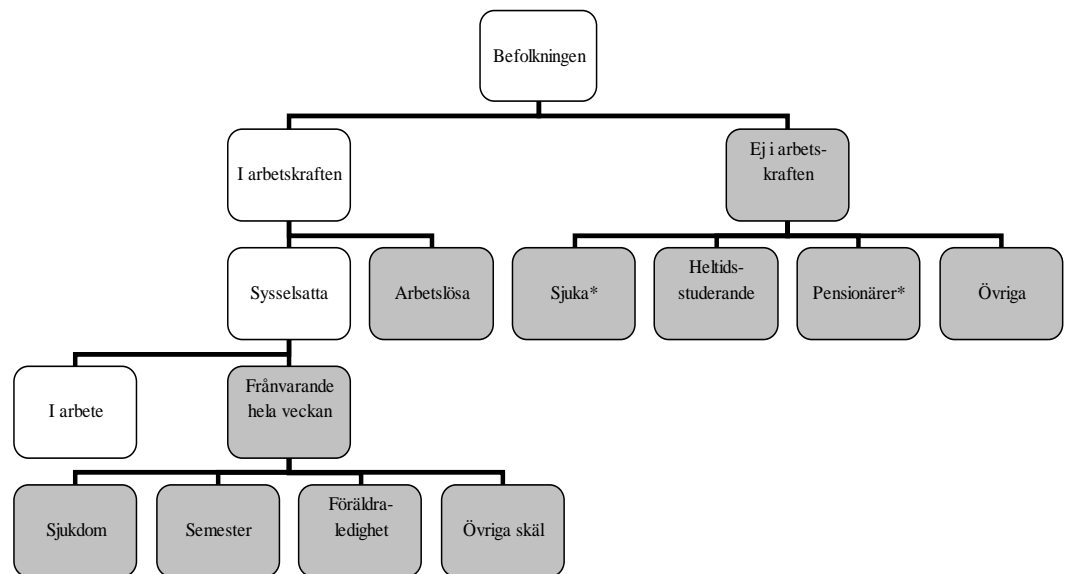 Befolkningen
I arbetskraften
Ej i arbets-
kraften
Sysselsatta
Arbetslösa
Sjuka*
Heltids-
studerande
Pensionärer*
Övriga
I arbete
Frånvarande
hela veckan
Sjukdom
Semester
Föräldra-
ledighet
Övriga skäl